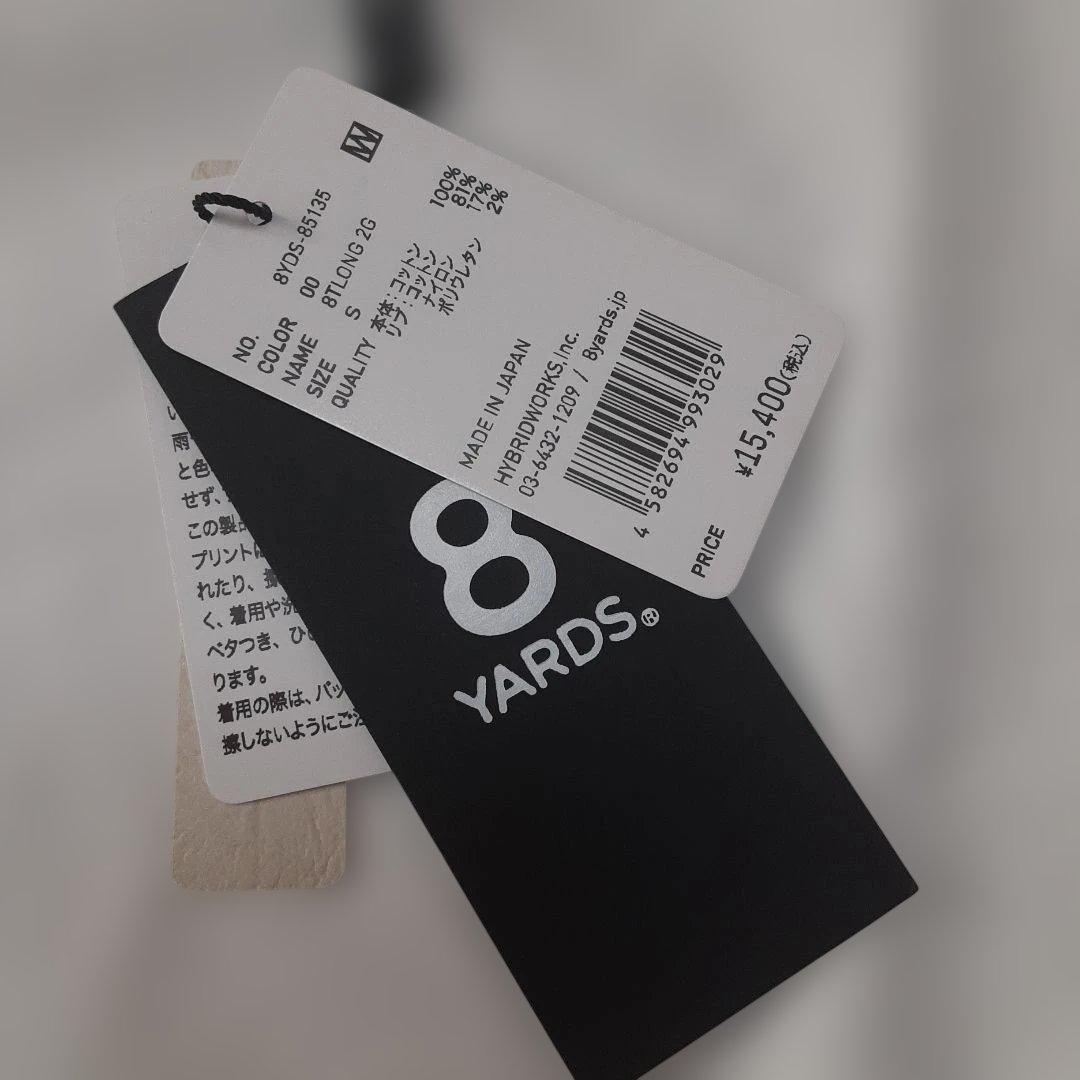 W
NO. 8YDS-85135
COLOR 00
NAME 8TLONG 2G
SIZE S
QUALITY 本体:コットン 100%
リブ:コットン 81%
ナイロン 17%
ポリウレタン 2%
MADE IN JAPAN
HYBRIDWORKS,Inc.
03-6432-1209 / 8yards.jp
4 582694 993029
PRICE ¥15,400(税込)
8
YARDS®
い
雨
と色
せず、
この製品
プリントは
れたり、擦
く、着用や洗
ベタつき、ひ
ります。
着用の際は、バッ
擦しないようにご注